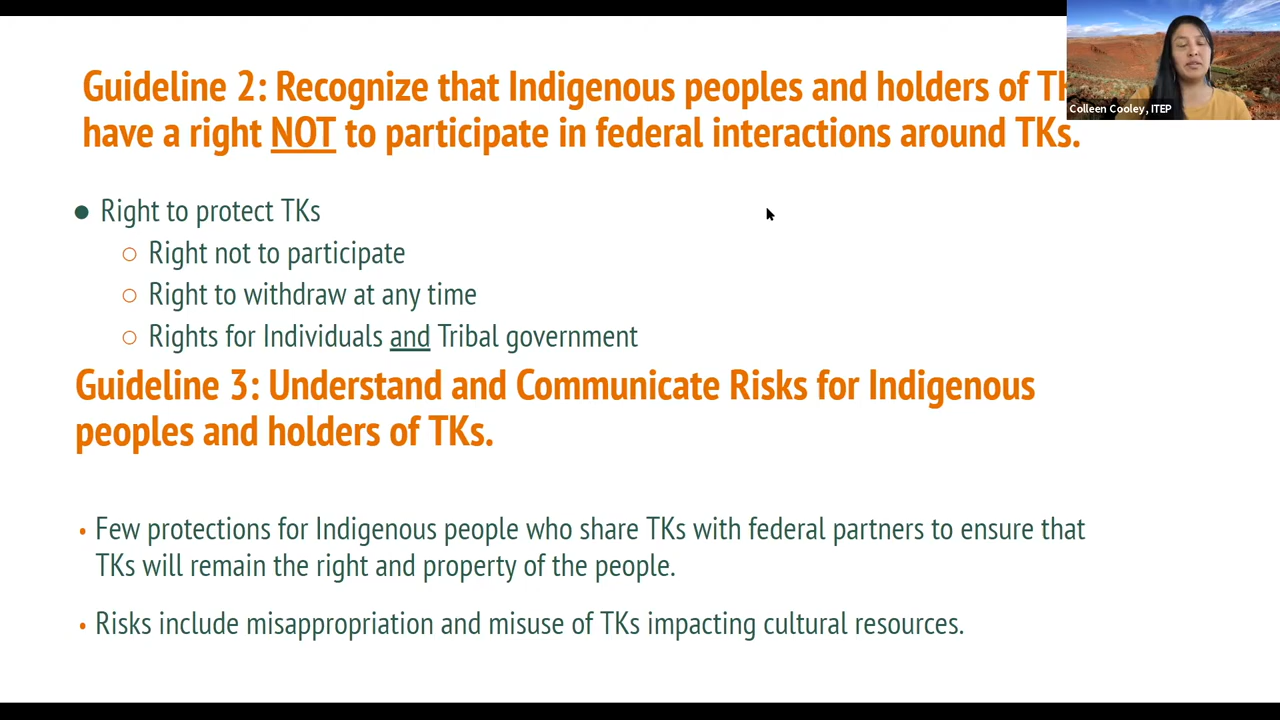 Guideline 2: Recognize that Indigenous peoples and holders of
have a right NOT to participate in federal interactions around TKs.
Colleen Cooley, ITEP
● Right to protect TKs
○ Right not to participate
○ Right to withdraw at any time
○ Rights for Individuals and Tribal government
Guideline 3: Understand and Communicate Risks for Indigenous
peoples and holders of TKs.
• Few protections for Indigenous people who share TKs with federal partners to ensure that
TKs will remain the right and property of the people.
• Risks include misappropriation and misuse of TKs impacting cultural resources.